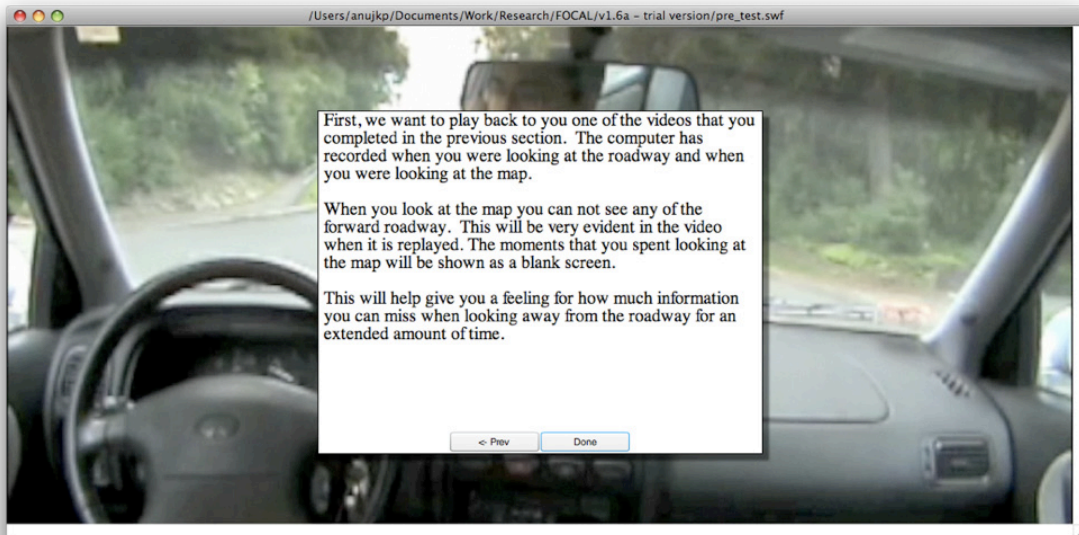 /Users/anujkp/Documents/Work/Research/FOCAL/v1.6a – trial version/pre_test.swf
First, we want to play back to you one of the videos that you
completed in the previous section.  The computer has
recorded when you were looking at the roadway and when
you were looking at the map.
When you look at the map you can not see any of the
forward roadway.  This will be very evident in the video
when it is replayed. The moments that you spent looking at
the map will be shown as a blank screen.
This will help give you a feeling for how much information
you can miss when looking away from the roadway for an
extended amount of time.
<- Prev
Done